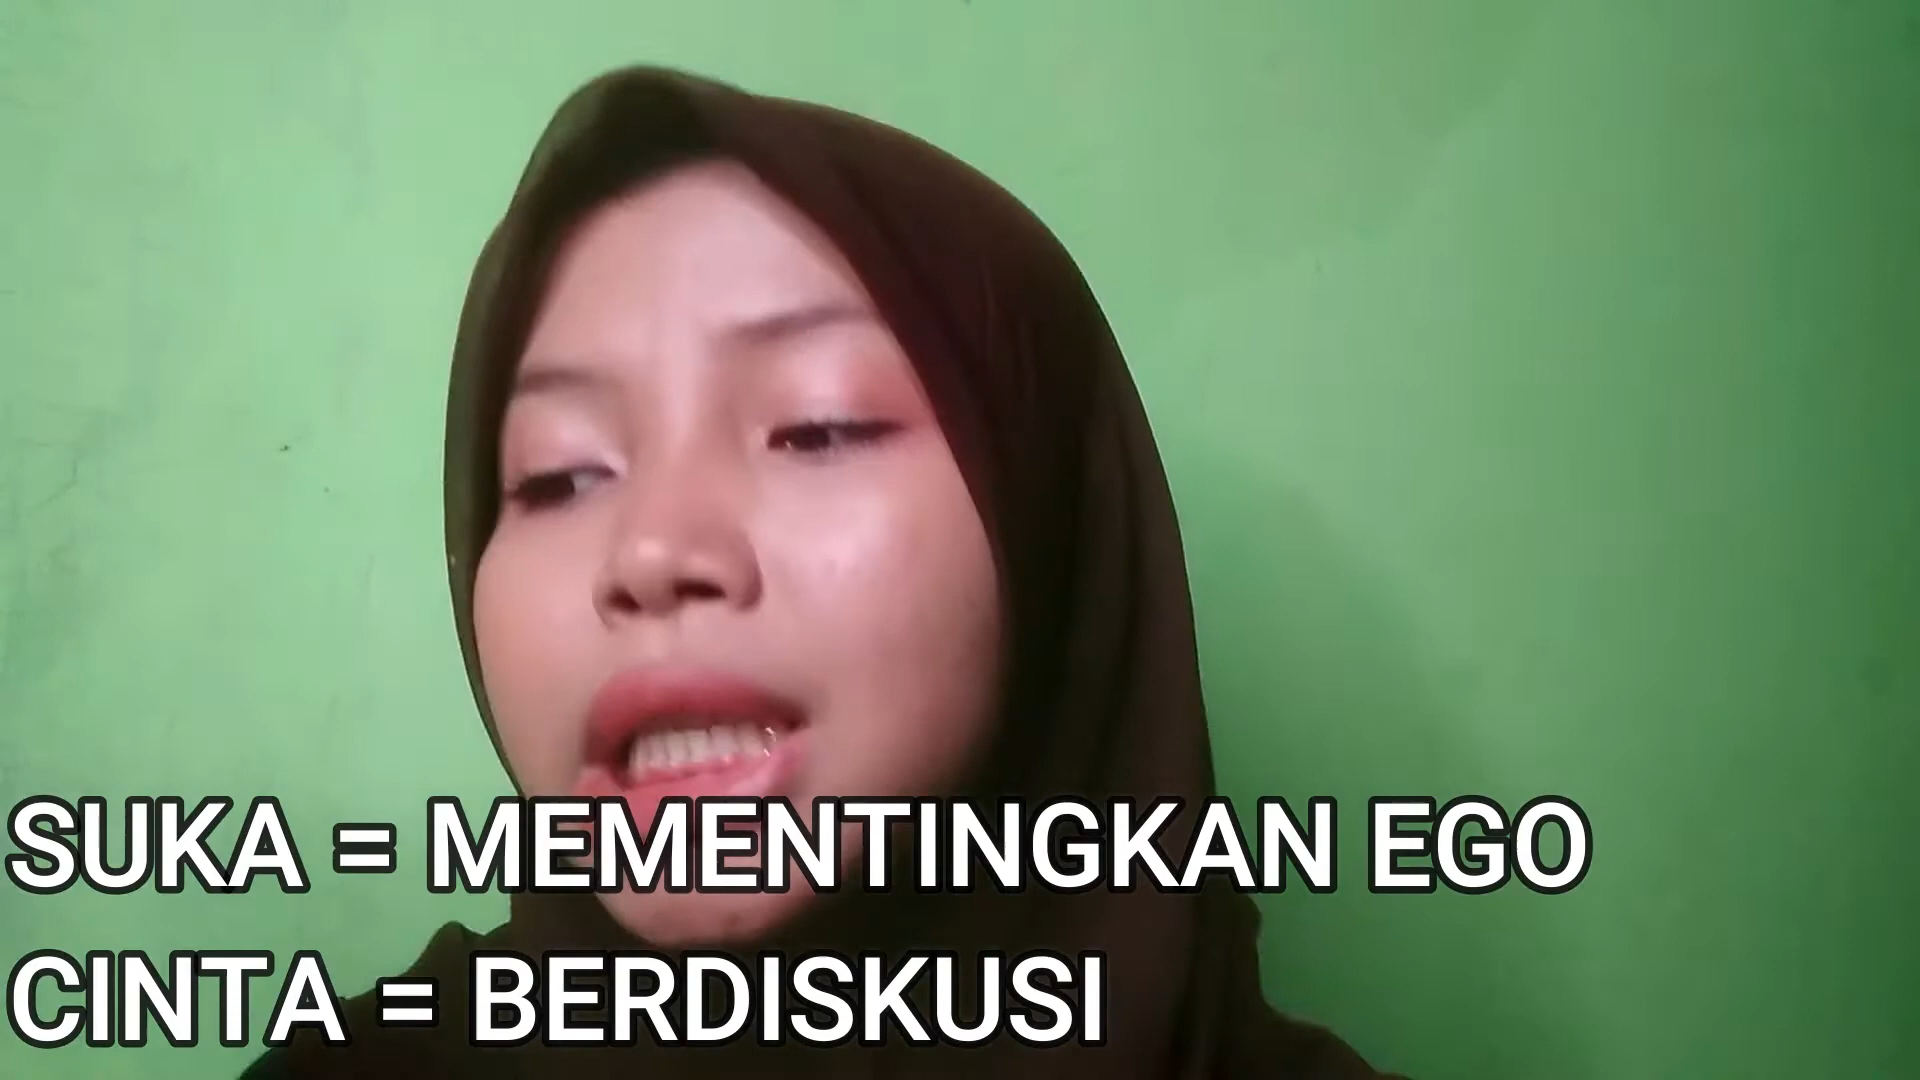 SUKA = MEMENTINGKAN EGO
CINTA = BERDISKUSI